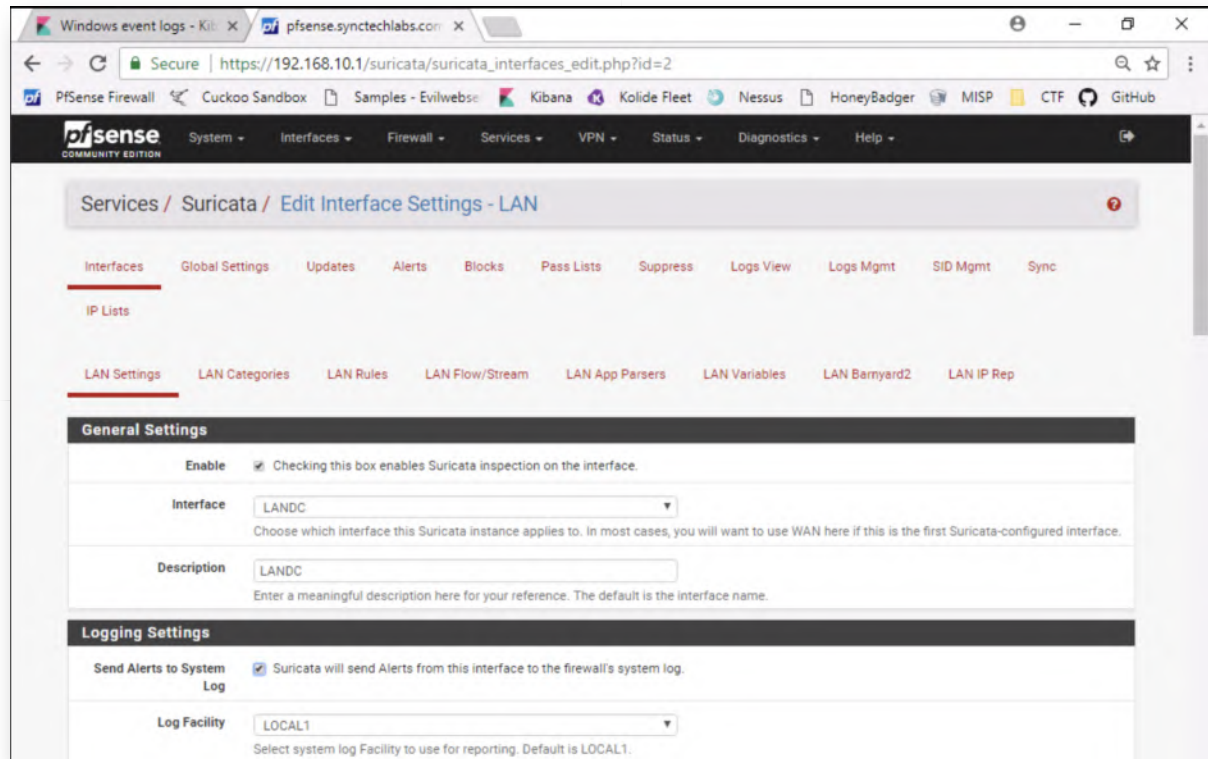 Windows event logs - Kib
pfsense.synctechlabs.com
Secure | https://192.168.10.1/suricata/suricata_interfaces_edit.php?id=2
PfSense Firewall Cuckoo Sandbox Samples - Evilwebse Kibana Kolide Fleet Nessus HoneyBadger MISP CTF GitHub
pfsense System Interfaces Firewall Services VPN Status Diagnostics Help
COMMUNITY EDITION
Services / Suricata / Edit Interface Settings - LAN
Interfaces Global Settings Updates Alerts Blocks Pass Lists Suppress Logs View Logs Mgmt SID Mgmt Sync
IP Lists
LAN Settings LAN Categories LAN Rules LAN Flow/Stream LAN App Parsers LAN Variables LAN Barnyard2 LAN IP Rep
General Settings
Enable Checking this box enables Suricata inspection on the interface.
Interface LANDC
Choose which interface this Suricata instance applies to. In most cases, you will want to use WAN here if this is the first Suricata-configured interface.
Description LANDC
Enter a meaningful description here for your reference. The default is the interface name.
Logging Settings
Send Alerts to System Suricata will send Alerts from this interface to the firewall's system log.
Log
Log Facility LOCAL1
Select system log Facility to use for reporting. Default is LOCAL1.